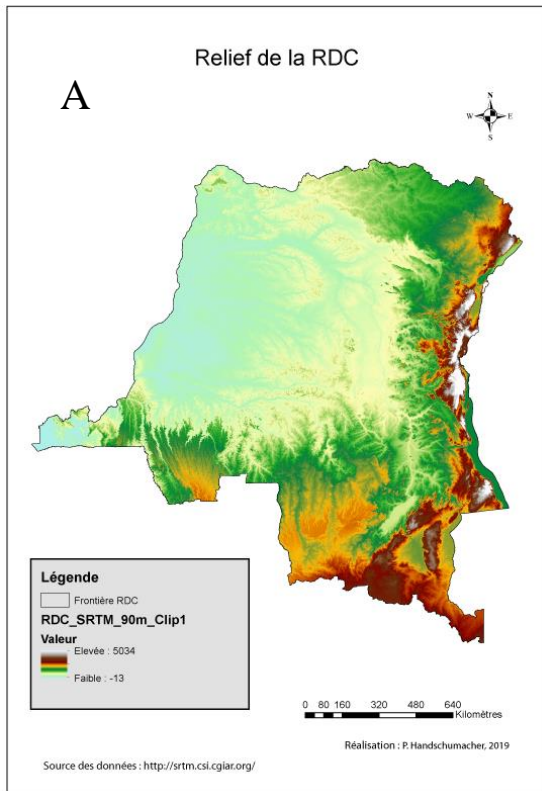 Relief de la RDC
A
N
W E
S
Légende
Frontière RDC
RDC_SRTM_90m_Clip1
Valeur
Elevée : 5034
Faible : -13
0 80 160 320 480 640
Kilomètres
Réalisation : P. Handschumacher, 2019
Source des données : http://srtm.csi.cgiar.org/